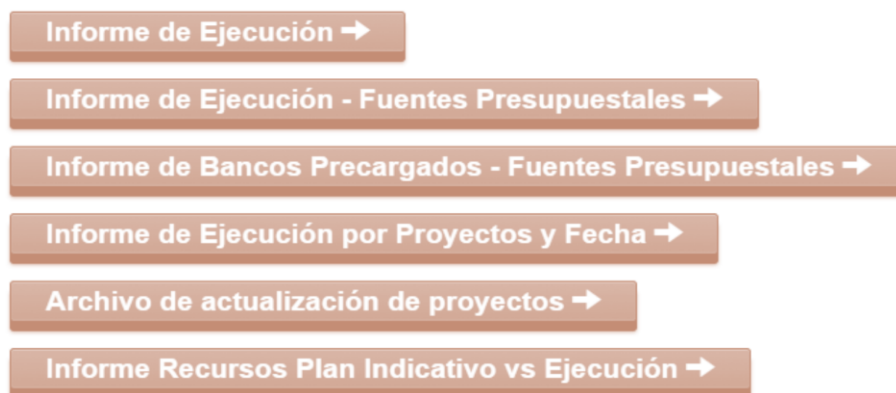 Informe de Ejecución →
Informe de Ejecución - Fuentes Presupuestales →
Informe de Bancos Precargados - Fuentes Presupuestales →
Informe de Ejecución por Proyectos y Fecha →
Archivo de actualización de proyectos →
Informe Recursos Plan Indicativo vs Ejecución →